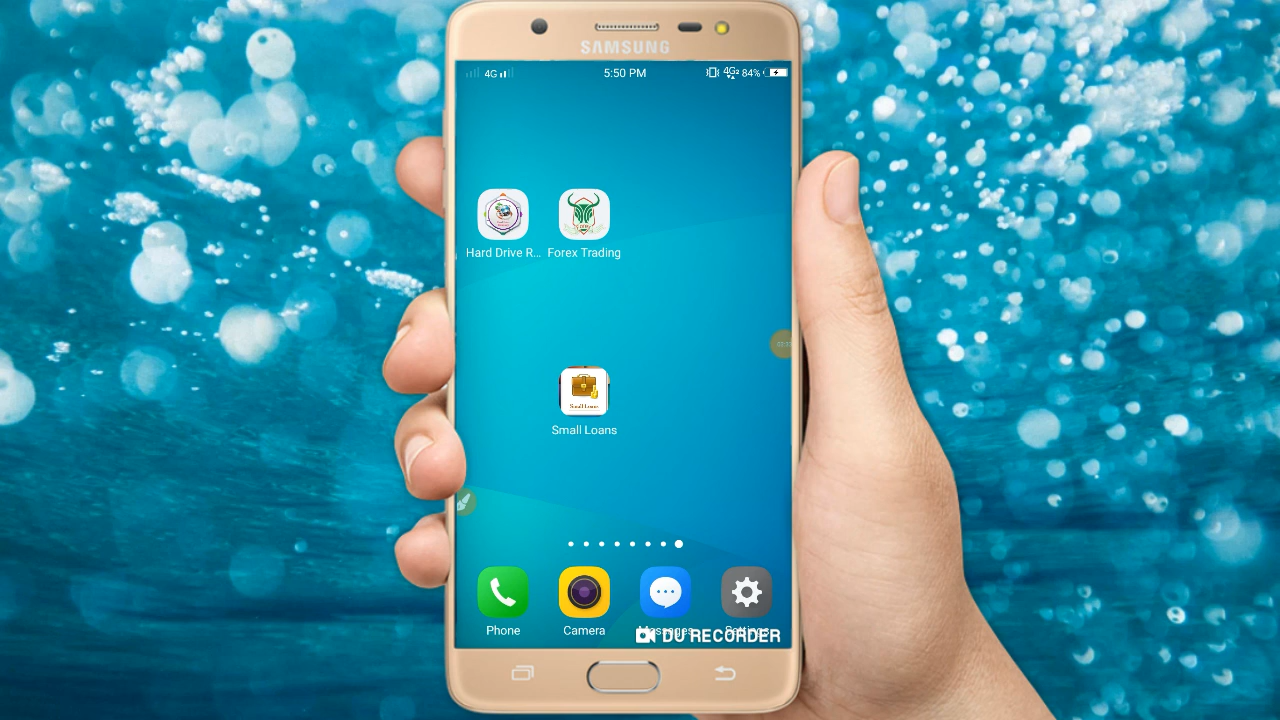 SAMSUNG
4G 5:50 PM 4G 84%
Hard Drive R... Forex Trading
Small Loans
Small Loans
Phone Camera Messages Settings
DU RECORDER